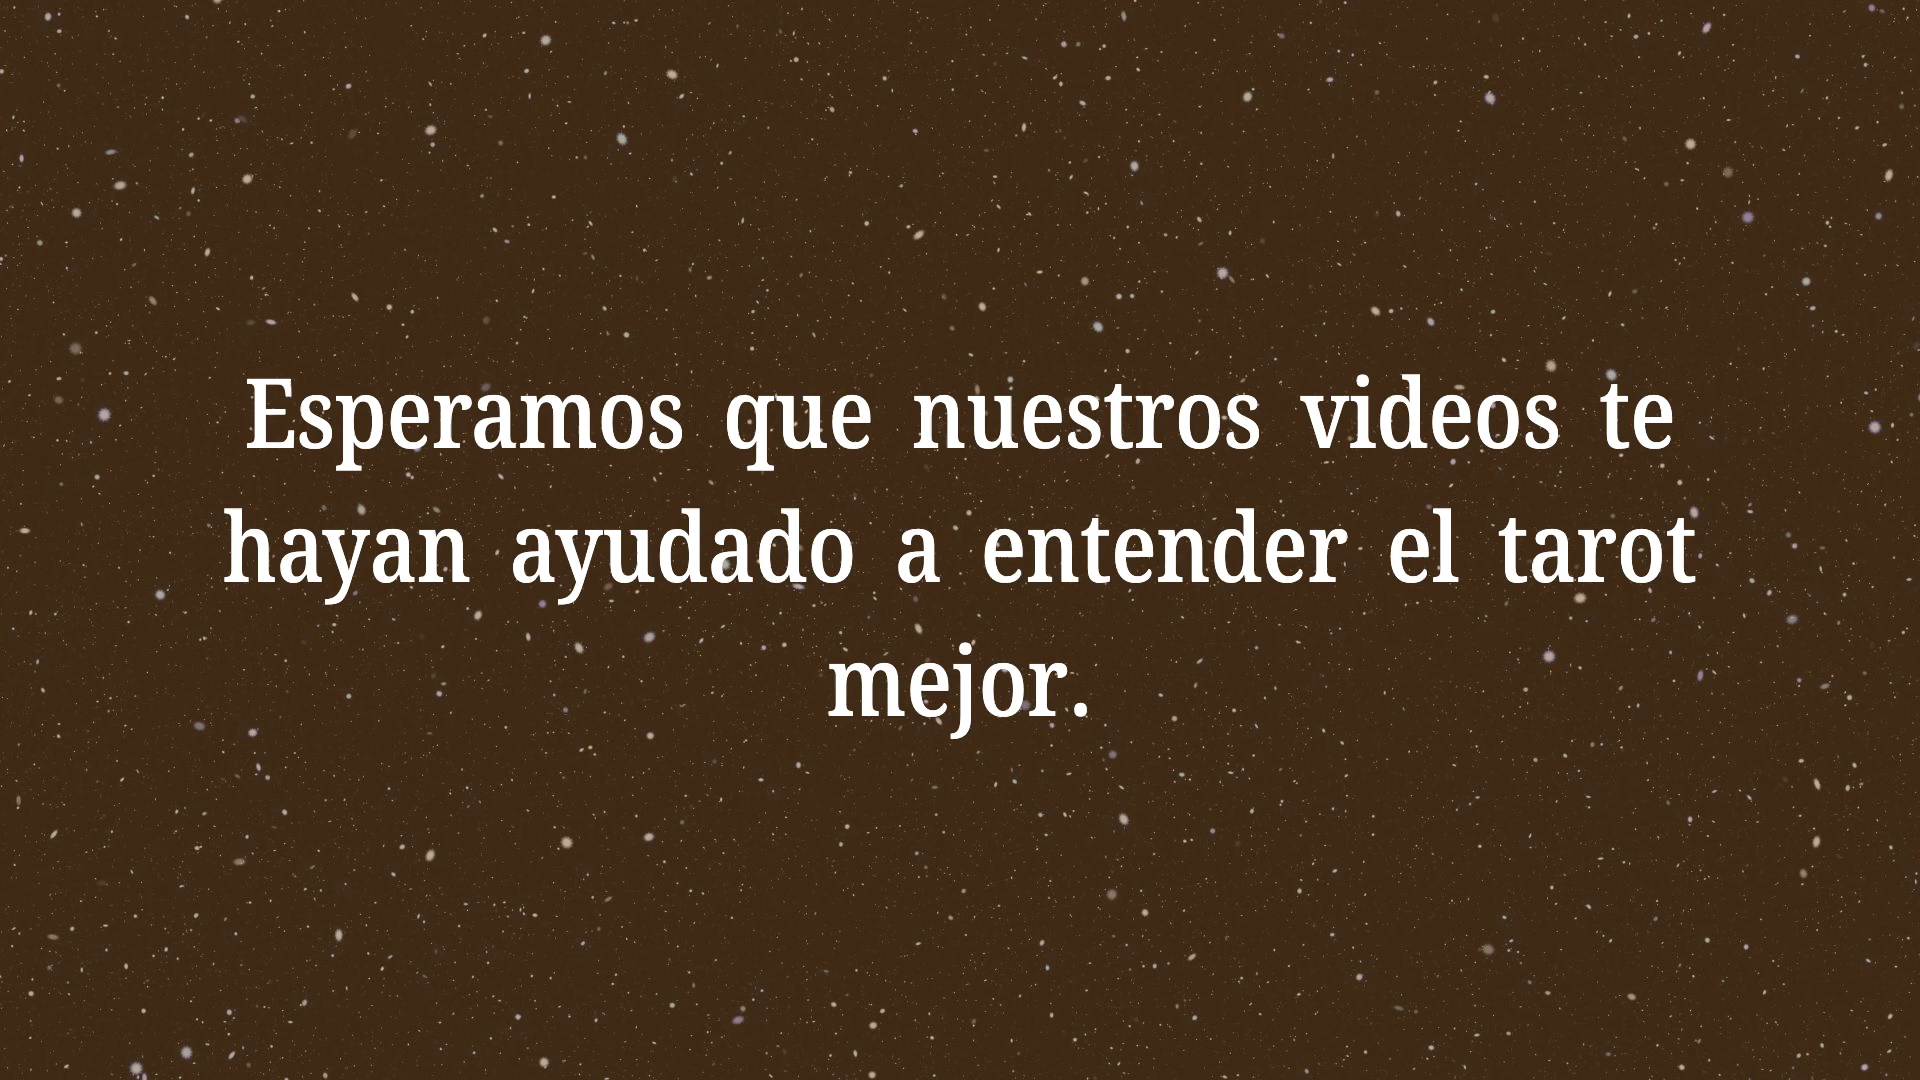 Esperamos que nuestros videos te
hayan ayudado a entender el tarot
mejor.